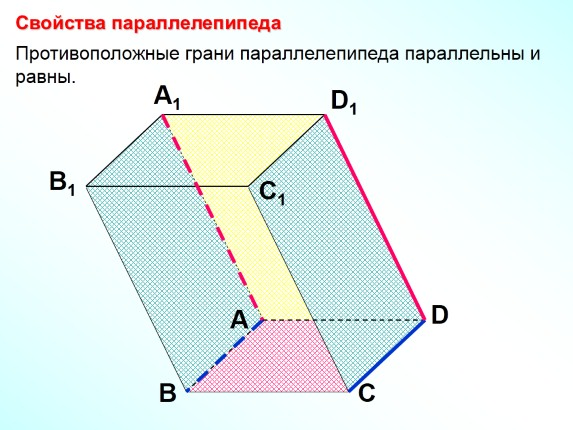 Свойства параллелепипеда
Противоположные грани параллелепипеда параллельны и
равны.
A₁
D₁
B₁
C₁
A
D
B
C